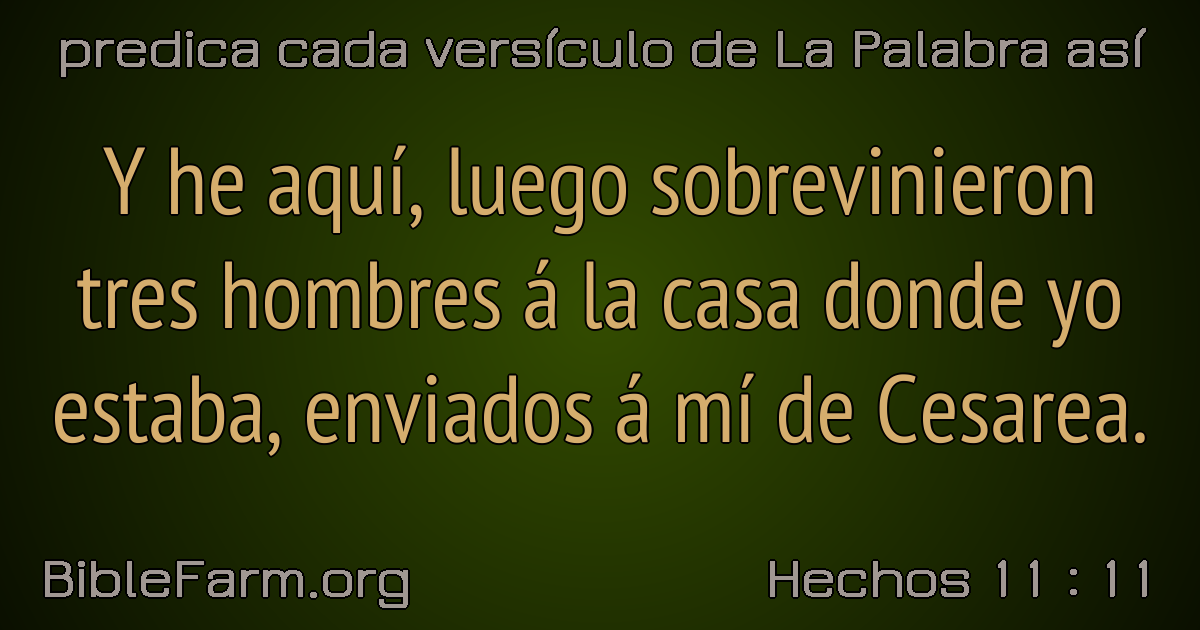 predica cada versículo de La Palabra así
Y he aquí, luego sobrevinieron
tres hombres á la casa donde yo
estaba, enviados á mí de Cesarea.
BibleFarm.org
Hechos 11 : 11